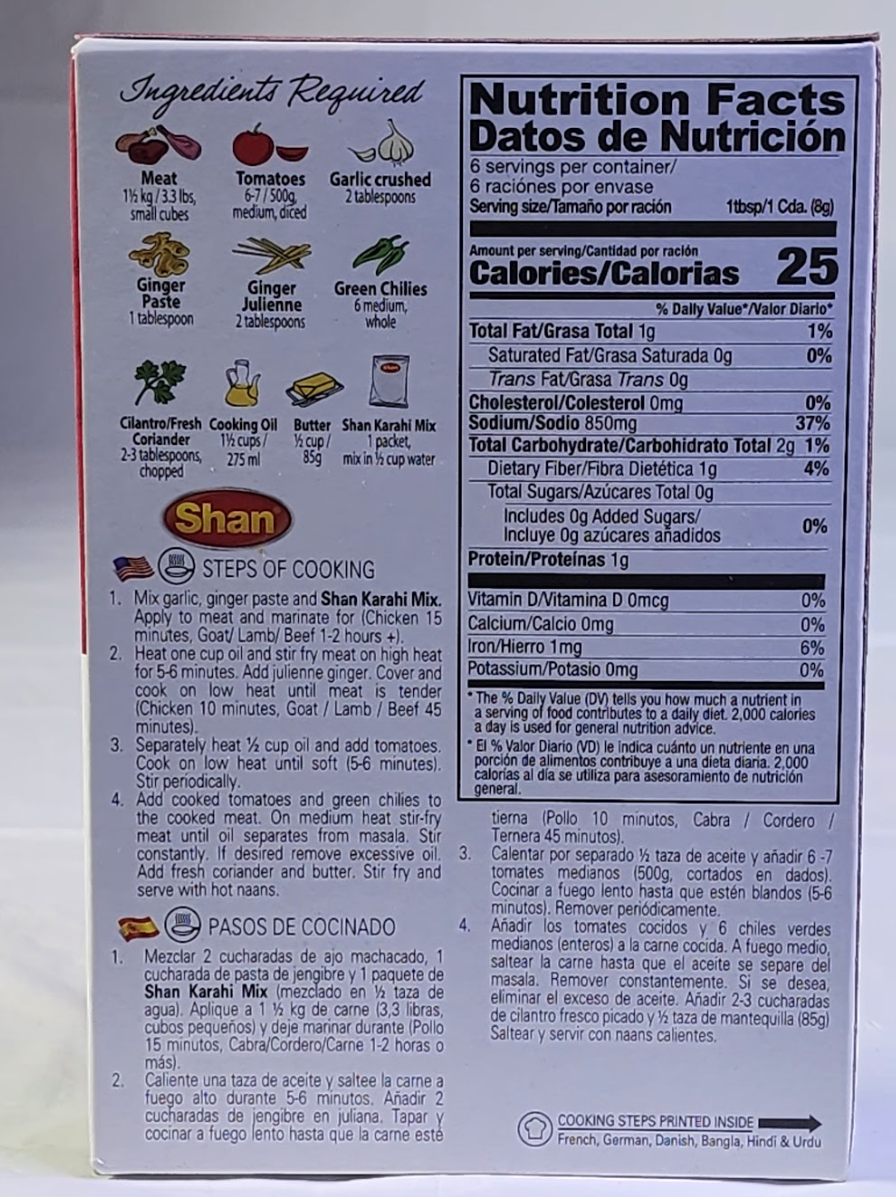 Ingredients Required
Meat
1½ kg / 3.3 lbs,
small cubes
Tomatoes
6-7 / 500g,
medium, diced
Garlic crushed
2 tablespoons
Ginger
Paste
1 tablespoon
Ginger
Julienne
2 tablespoons
Green Chilies
6 medium,
whole
Cilantro/Fresh
Coriander
2-3 tablespoons,
chopped
Cooking Oil
1½ cups /
275 ml
Butter
½ cup /
85g
Shan Karahi Mix
1 packet,
mix in ½ cup water
Shan
STEPS OF COOKING
1. Mix garlic, ginger paste and Shan Karahi Mix.
Apply to meat and marinate for (Chicken 15
minutes, Goat/ Lamb/ Beef 1-2 hours +).
2. Heat one cup oil and stir fry meat on high heat
for 5-6 minutes. Add julienne ginger. Cover and
cook on low heat until meat is tender
(Chicken 10 minutes, Goat / Lamb / Beef 45
minutes).
3. Separately heat ½ cup oil and add tomatoes.
Cook on low heat until soft (5-6 minutes).
Stir periodically.
4. Add cooked tomatoes and green chilies to
the cooked meat. On medium heat stir-fry
meat until oil separates from masala. Stir
constantly. If desired remove excessive oil.
Add fresh coriander and butter. Stir fry and
serve with hot naans.
PASOS DE COCINADO
1. Mezclar 2 cucharadas de ajo machacado, 1
cucharada de pasta de jengibre y 1 paquete de
Shan Karahi Mix (mezclado en ½ taza de
agua). Aplique a 1 ½ kg de carne (3,3 libras,
cubos pequeños) y deje marinar durante (Pollo
15 minutos, Cabra/Cordero/Carne 1-2 horas o
más).
2. Caliente una taza de aceite y saltee la carne a
fuego alto durante 5-6 minutos. Añadir 2
cucharadas de jengibre en juliana. Tapar y
cocinar a fuego lento hasta que la carne esté
Nutrition Facts
Datos de Nutrición
6 servings per container/
6 raciónes por envase
Serving size/Tamaño por ración 1tbsp/1 Cda. (8g)
Amount per serving/Cantidad por ración
Calories/Calorias 25
% Daily Value*/Valor Diario*
Total Fat/Grasa Total 1g 1%
Saturated Fat/Grasa Saturada 0g 0%
Trans Fat/Grasa Trans 0g
Cholesterol/Colesterol 0mg 0%
Sodium/Sodio 850mg 37%
Total Carbohydrate/Carbohidrato Total 2g 1%
Dietary Fiber/Fibra Dietética 1g 4%
Total Sugars/Azúcares Total 0g
Includes 0g Added Sugars/
Incluye 0g azúcares añadidos 0%
Protein/Proteínas 1g
Vitamin D/Vitamina D 0mcg 0%
Calcium/Calcio 0mg 0%
Iron/Hierro 1mg 6%
Potassium/Potasio 0mg 0%
* The % Daily Value (DV) tells you how much a nutrient in
a serving of food contributes to a daily diet. 2,000 calories
a day is used for general nutrition advice.
* El % Valor Diario (VD) le indica cuánto un nutriente en una
porción de alimentos contribuye a una dieta diaria. 2,000
calorías al día se utiliza para asesoramiento de nutrición
general.
tierna (Pollo 10 minutos, Cabra / Cordero /
Ternera 45 minutos).
3. Calentar por separado ½ taza de aceite y añadir 6 -7
tomates medianos (500g, cortados en dados).
Cocinar a fuego lento hasta que estén blandos (5-6
minutos). Remover periódicamente.
4. Añadir los tomates cocidos y 6 chiles verdes
medianos (enteros) a la carne cocida. A fuego medio,
saltear la carne hasta que el aceite se separe del
masala. Remover constantemente. Si se desea,
eliminar el exceso de aceite. Añadir 2-3 cucharadas
de cilantro fresco picado y ½ taza de mantequilla (85g)
Saltear y servir con naans calientes.
COOKING STEPS PRINTED INSIDE
French, German, Danish, Bangla, Hindi & Urdu